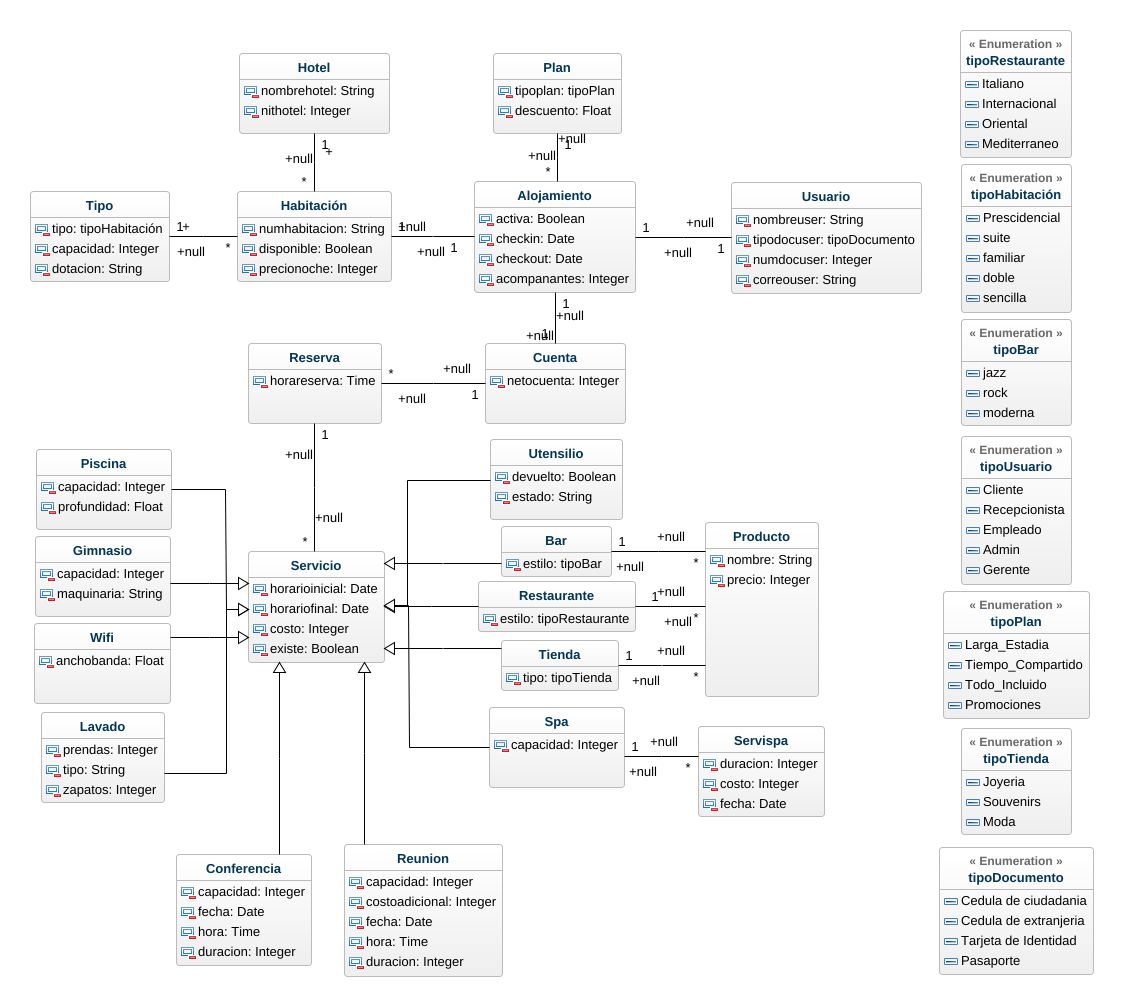 Hotel
nombrehotel: String
nithotel: Integer
1
+
+null
*
Plan
tipoplan: tipoPlan
descuento: Float
+null
1
+null
*
Tipo
tipo: tipoHabitación
capacidad: Integer
dotacion: String
1+
+null
*
Habitación
numhabitacion: String
disponible: Boolean
precionoche: Integer
1
+null
+null
1
Alojamiento
activa: Boolean
checkin: Date
checkout: Date
acompanantes: Integer
1
+null
+null
1
Usuario
nombreuser: String
tipodocuser: tipoDocumento
numdocuser: Integer
correouser: String
1
+null
+null
1
Reserva
horareserva: Time
*
+null
+null
1
Cuenta
netocuenta: Integer
1
+null
+null
*
Piscina
capacidad: Integer
profundidad: Float
Gimnasio
capacidad: Integer
maquinaria: String
Wifi
anchobanda: Float
Lavado
prendas: Integer
tipo: String
zapatos: Integer
Servicio
horarioinicial: Date
horariofinal: Date
costo: Integer
existe: Boolean
Utensilio
devuelto: Boolean
estado: String
Bar
estilo: tipoBar
1
+null
+null
*
Restaurante
estilo: tipoRestaurante
1
+null
+null
*
Tienda
tipo: tipoTienda
1
+null
+null
*
Producto
nombre: String
precio: Integer
Spa
capacidad: Integer
1
+null
+null
*
Servispa
duracion: Integer
costo: Integer
fecha: Date
Conferencia
capacidad: Integer
fecha: Date
hora: Time
duracion: Integer
Reunion
capacidad: Integer
costoadicional: Integer
fecha: Date
hora: Time
duracion: Integer
« Enumeration »
tipoRestaurante
Italiano
Internacional
Oriental
Mediterraneo
« Enumeration »
tipoHabitación
Prescidencial
suite
familiar
doble
sencilla
« Enumeration »
tipoBar
jazz
rock
moderna
« Enumeration »
tipoUsuario
Cliente
Recepcionista
Empleado
Admin
Gerente
« Enumeration »
tipoPlan
Larga_Estadia
Tiempo_Compartido
Todo_Incluido
Promociones
« Enumeration »
tipoTienda
Joyeria
Souvenirs
Moda
« Enumeration »
tipoDocumento
Cedula de ciudadania
Cedula de extranjeria
Tarjeta de Identidad
Pasaporte